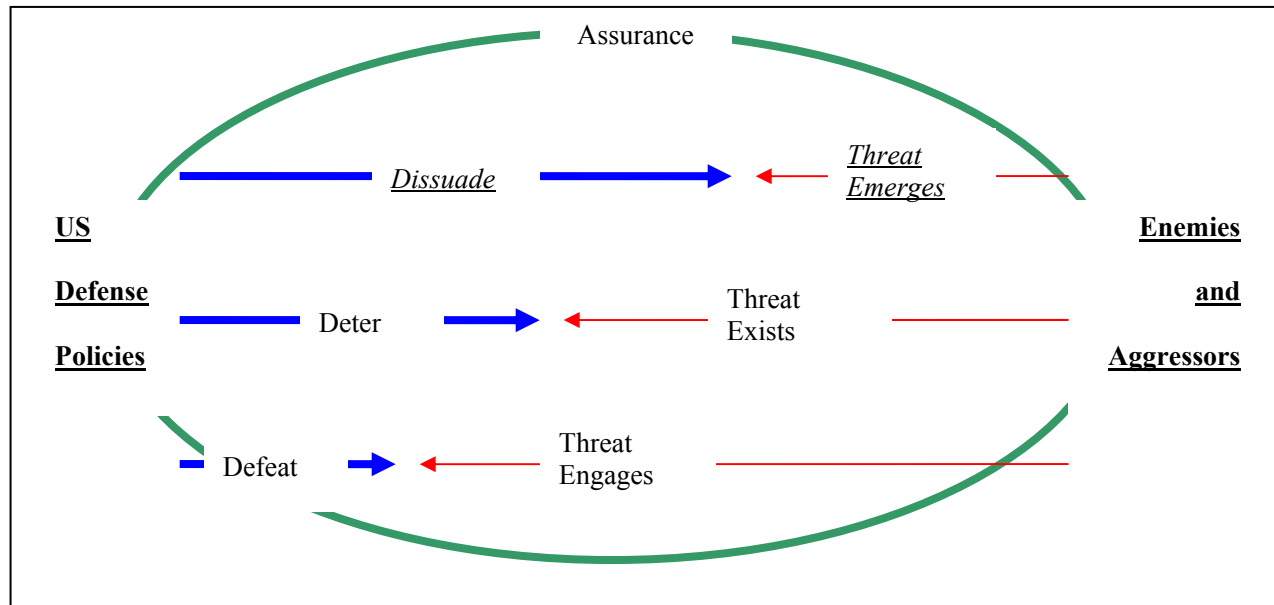 Assurance
Dissuade
Threat
Emerges
US
Defense
Policies
Enemies
and
Aggressors
Deter
Threat
Exists
Defeat
Threat
Engages